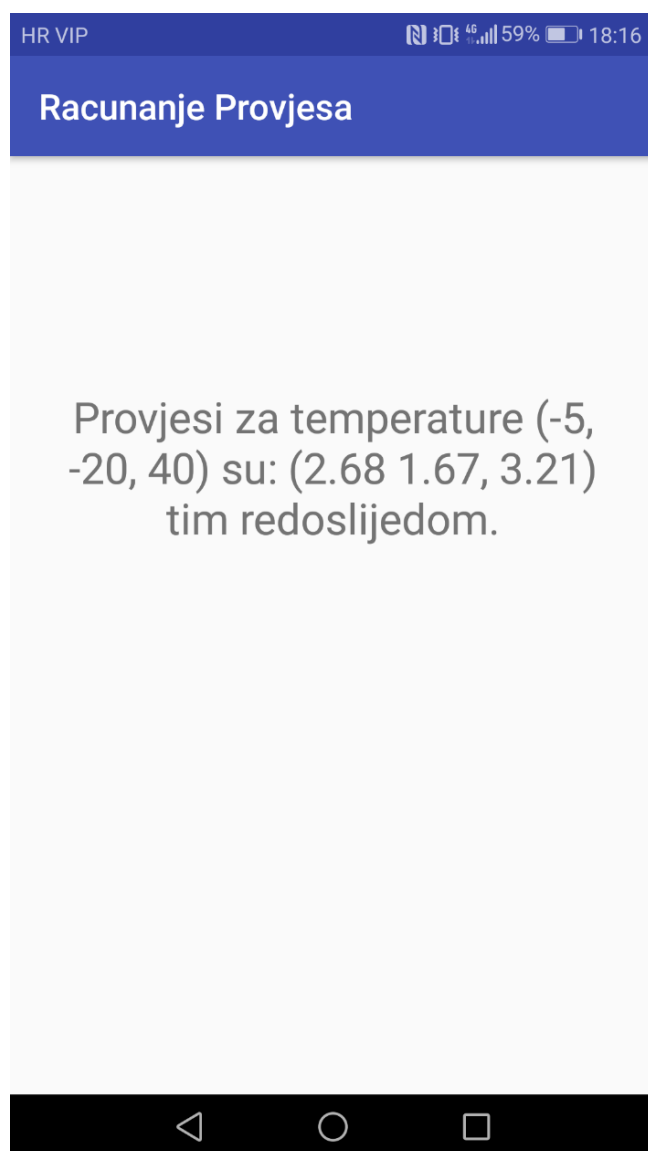 HR VIP 4G 59% 18:16
Racunanje Provjesa
Provjesi za temperature (-5,
-20, 40) su: (2.68 1.67, 3.21)
tim redoslijedom.